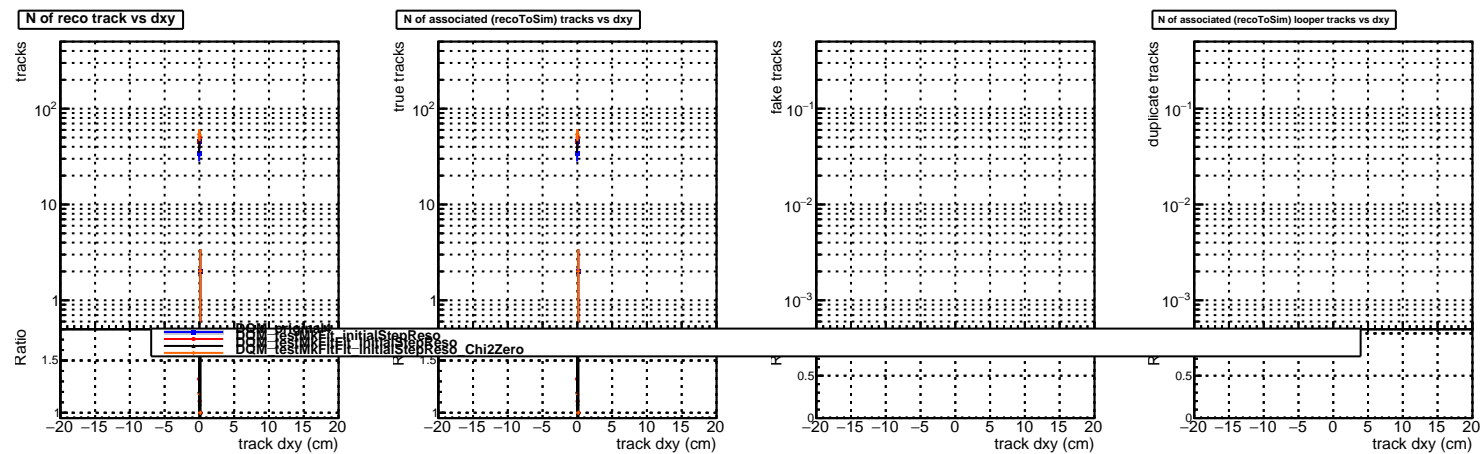 N of reco track vs dxy
tracks
10²
10
1
Ratio
1.5
1
−20 −15 −10 −5 0 5 10 15 20
track dxy (cm)
N of associated (recoToSim) tracks vs dxy
true tracks
10²
10
1
1.5
1
−20 −15 −10 −5 0 5 10 15 20
track dxy (cm)
fake tracks
10⁻¹
10⁻²
10⁻³
0.5
0
−20 −15 −10 −5 0 5 10 15 20
track dxy (cm)
N of associated (recoToSim) looper tracks vs dxy
duplicate tracks
10⁻¹
10⁻²
10⁻³
0.5
0
−20 −15 −10 −5 0 5 10 15 20
track dxy (cm)
DQM_testMkFit_initialStepReso
DQM_testMkFitFit_initialStepReso
DQM_testMkFitFit_initialStepReso_Chi2Zero